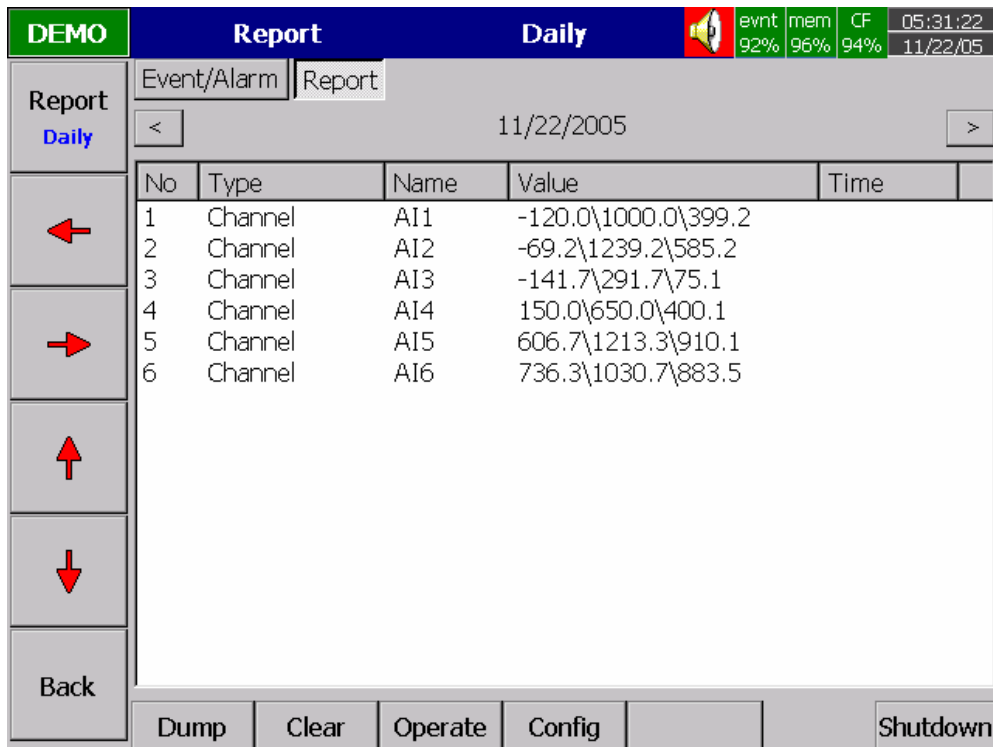 DEMO Report Daily evnt mem CF 05:31:22
92% 96% 94% 11/22/05
Report
Daily
Event/Alarm Report
< 11/22/2005 >
No Type Name Value Time
1 Channel AI1 -120.0\1000.0\399.2
2 Channel AI2 -69.2\1239.2\585.2
3 Channel AI3 -141.7\291.7\75.1
4 Channel AI4 150.0\650.0\400.1
5 Channel AI5 606.7\1213.3\910.1
6 Channel AI6 736.3\1030.7\883.5
Back
Dump Clear Operate Config Shutdown